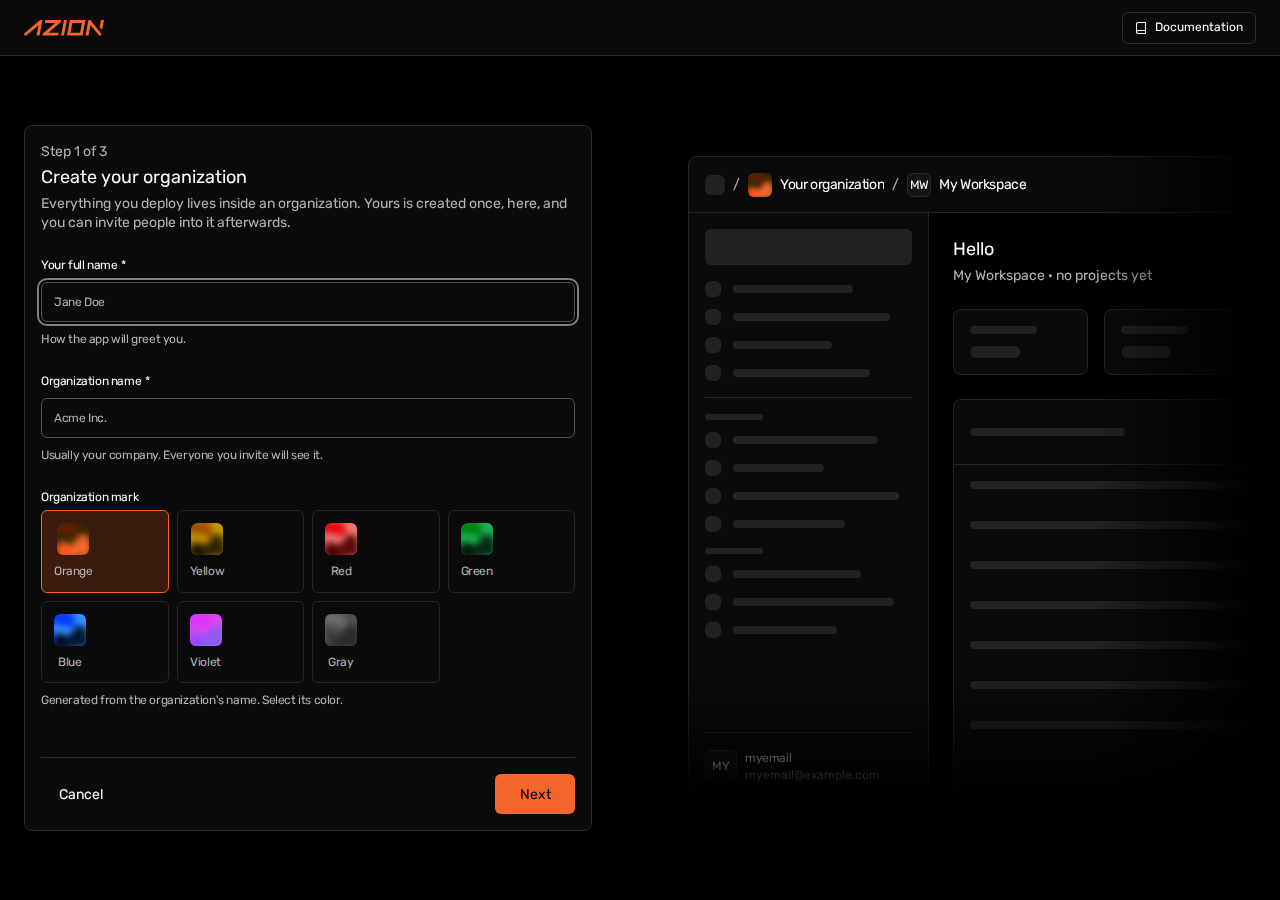 AZION
Documentation
Step 1 of 3
Create your organization
Everything you deploy lives inside an organization. Yours is created once, here, and
you can invite people into it afterwards.
Your full name *
Jane Doe
How the app will greet you.
Organization name *
Acme Inc.
Usually your company. Everyone you invite will see it.
Organization mark
Orange
Yellow
Red
Green
Blue
Violet
Gray
Generated from the organization's name. Select its color.
Cancel
Next
/ Your organization / MW My Workspace
Hello
My Workspace • no projects yet
MY
myemail
myemail@example.com